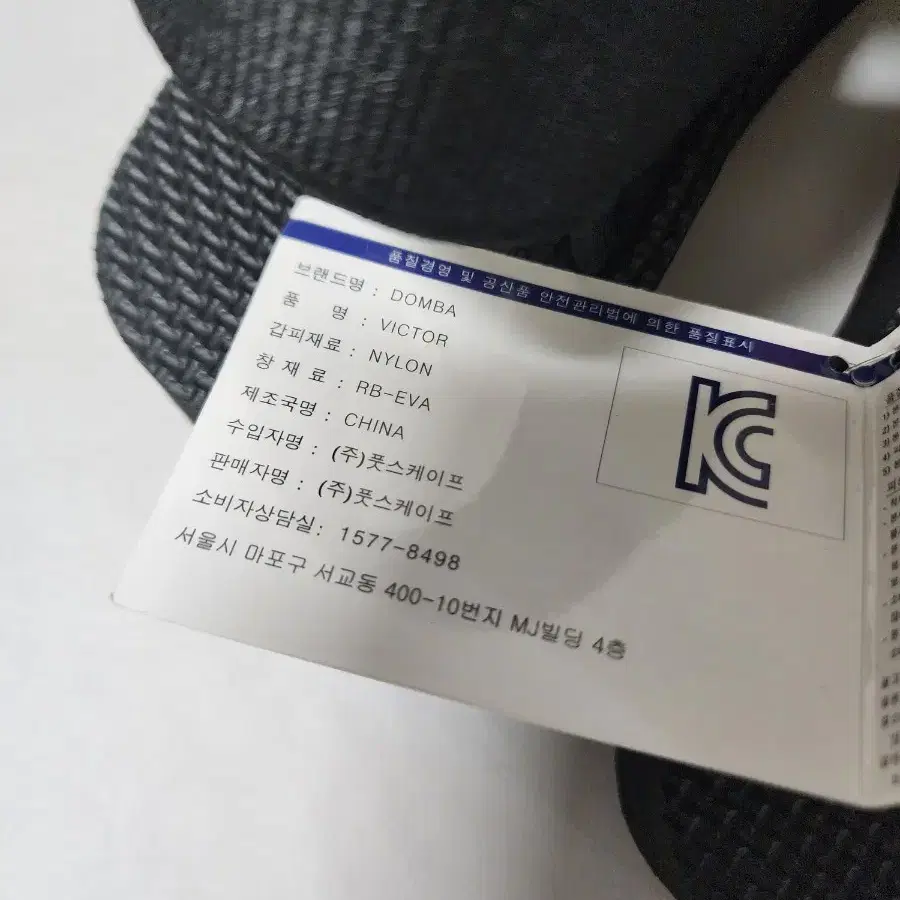 품질경영 및 공산품 안전관리법에 의한 품질표시
브랜드명 : DOMBA
품 명 : VICTOR
갑피재료 : NYLON
창 재 료 : RB-EVA
제조국명 : CHINA
수입자명 : (주)풋스케이프
판매자명 : (주)풋스케이프
소비자상담실: 1577-8498
서울시 마포구 서교동 400-10번지 MJ빌딩 4층
KC